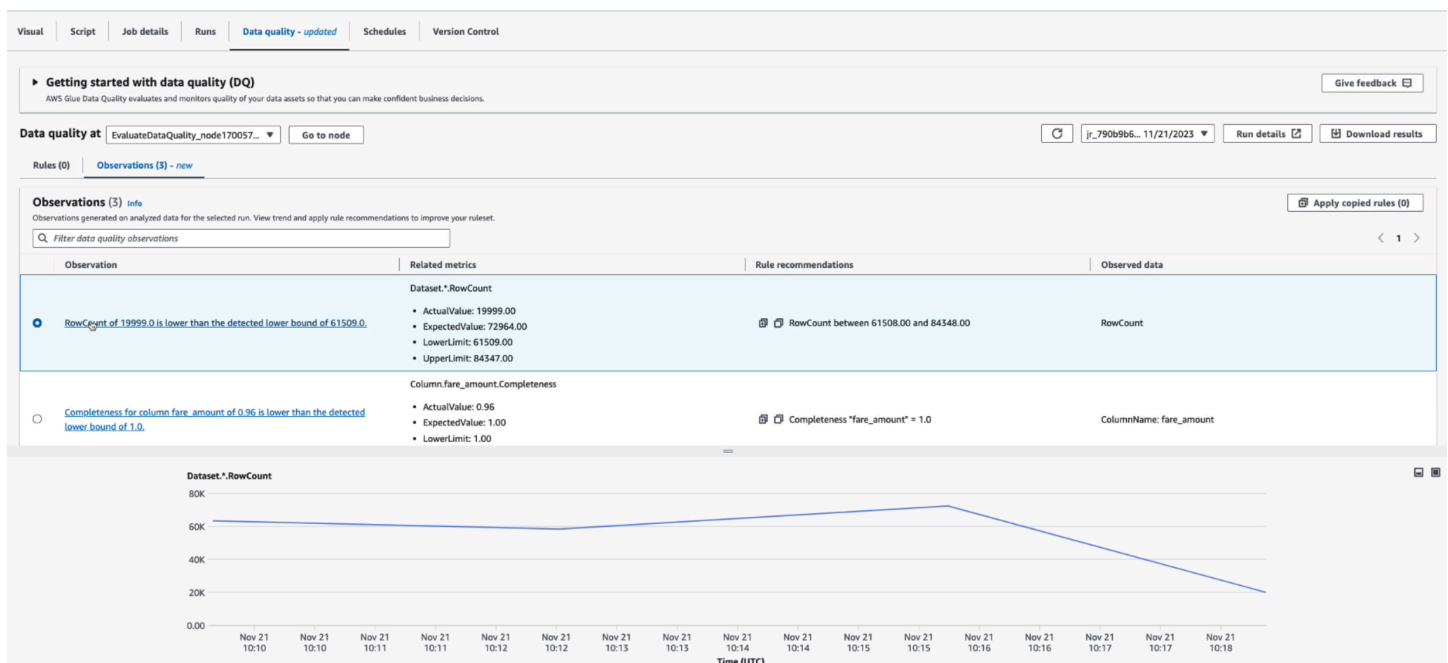 Visual Script Job details Runs Data quality - updated Schedules Version Control
Getting started with data quality (DQ)
Give feedback
AWS Glue Data Quality evaluates and monitors quality of your data assets so that you can make confident business decisions.
Data quality at EvaluateDataQuality_node170057... Go to node jr_790b9b6... 11/21/2023 Run details Download results
Rules (0) Observations (3) - new
Observations (3) Info
Apply copied rules (0)
Observations generated on analyzed data for the selected run. View trend and apply rule recommendations to improve your ruleset.
Filter data quality observations
1
Observation Related metrics Rule recommendations Observed data
Dataset.*.RowCount
• ActualValue: 19999.00
RowCount of 19999.0 is lower than the detected lower bound of 61509.0. • ExpectedValue: 72964.00 RowCount between 61508.00 and 84348.00 RowCount
• LowerLimit: 61509.00
• UpperLimit: 84347.00
Column.fare_amount.Completeness
• ActualValue: 0.96
Completeness for column fare_amount of 0.96 is lower than the detected lower bound of 1.0. • ExpectedValue: 1.00 Completeness "fare_amount" = 1.0 ColumnName: fare_amount
• LowerLimit: 1.00
Dataset.*.RowCount
80K
60K
40K
20K
0.00
Nov 21 Nov 21 Nov 21 Nov 21 Nov 21 Nov 21 Nov 21 Nov 21 Nov 21 Nov 21 Nov 21 Nov 21 Nov 21 Nov 21 Nov 21 Nov 21 Nov 21
10:10 10:10 10:11 10:11 10:12 10:12 10:13 10:13 10:14 10:14 10:15 10:15 10:16 10:16 10:17 10:17 10:18
Time (UTC)